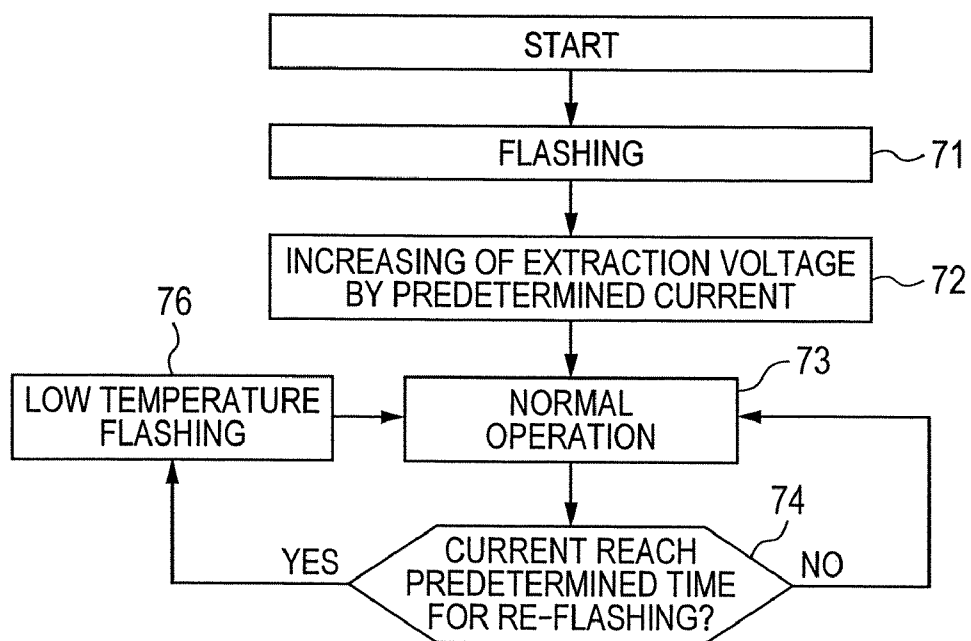 START
FLASHING
71
INCREASING OF EXTRACTION VOLTAGE
BY PREDETERMINED CURRENT
72
76
73
LOW TEMPERATURE
FLASHING
NORMAL
OPERATION
74
YES
CURRENT REACH
PREDETERMINED TIME
FOR RE-FLASHING?
NO